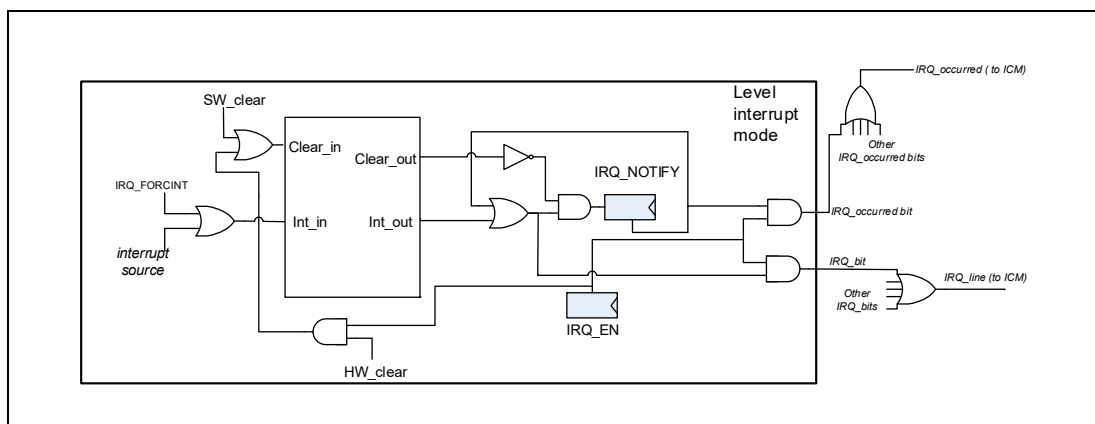 IRQ_occurred ( to ICM)
Level
interrupt
mode
SW_clear
Other
IRQ_occurred bits
Clear_in
Clear_out
IRQ_NOTIFY
IRQ_FORCINT
IRQ_occurred bit
Int_in
Int_out
interrupt
source
IRQ_bit
IRQ_line (to ICM)
Other
IRQ_bits
IRQ_EN
HW_clear